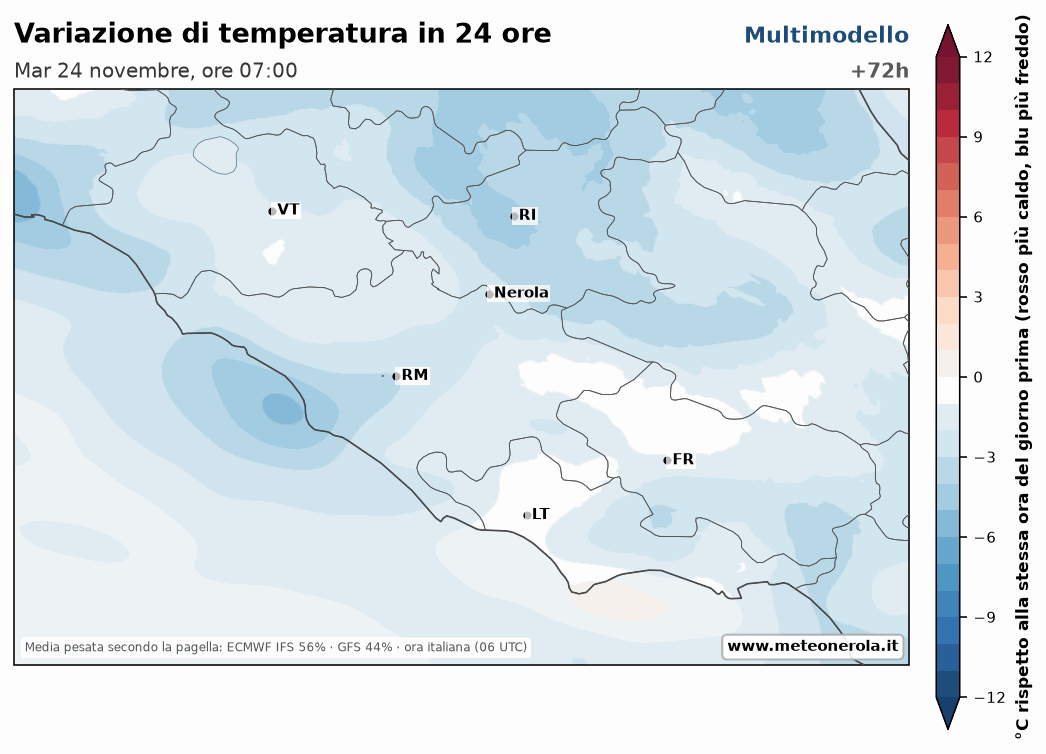 Variazione di temperatura in 24 ore
Multimodello
Mar 24 novembre, ore 07:00
+72h
VT
RI
Nerola
RM
FR
LT
Media pesata secondo la pagella: ECMWF IFS 56% · GFS 44% · ora italiana (06 UTC)
www.meteonerola.it
12
9
6
3
0
−3
−6
−9
−12
°C rispetto alla stessa ora del giorno prima (rosso più caldo, blu più freddo)